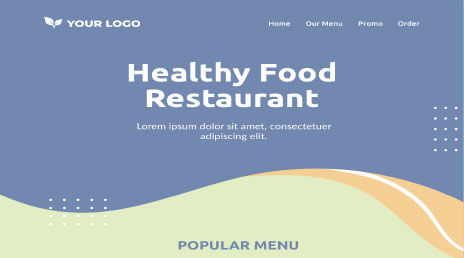 YOUR LOGO
Home Our Menu Promo Order
Healthy Food
Restaurant
Lorem ipsum dolor sit amet, consectetuer
adipiscing elit.
POPULAR MENU